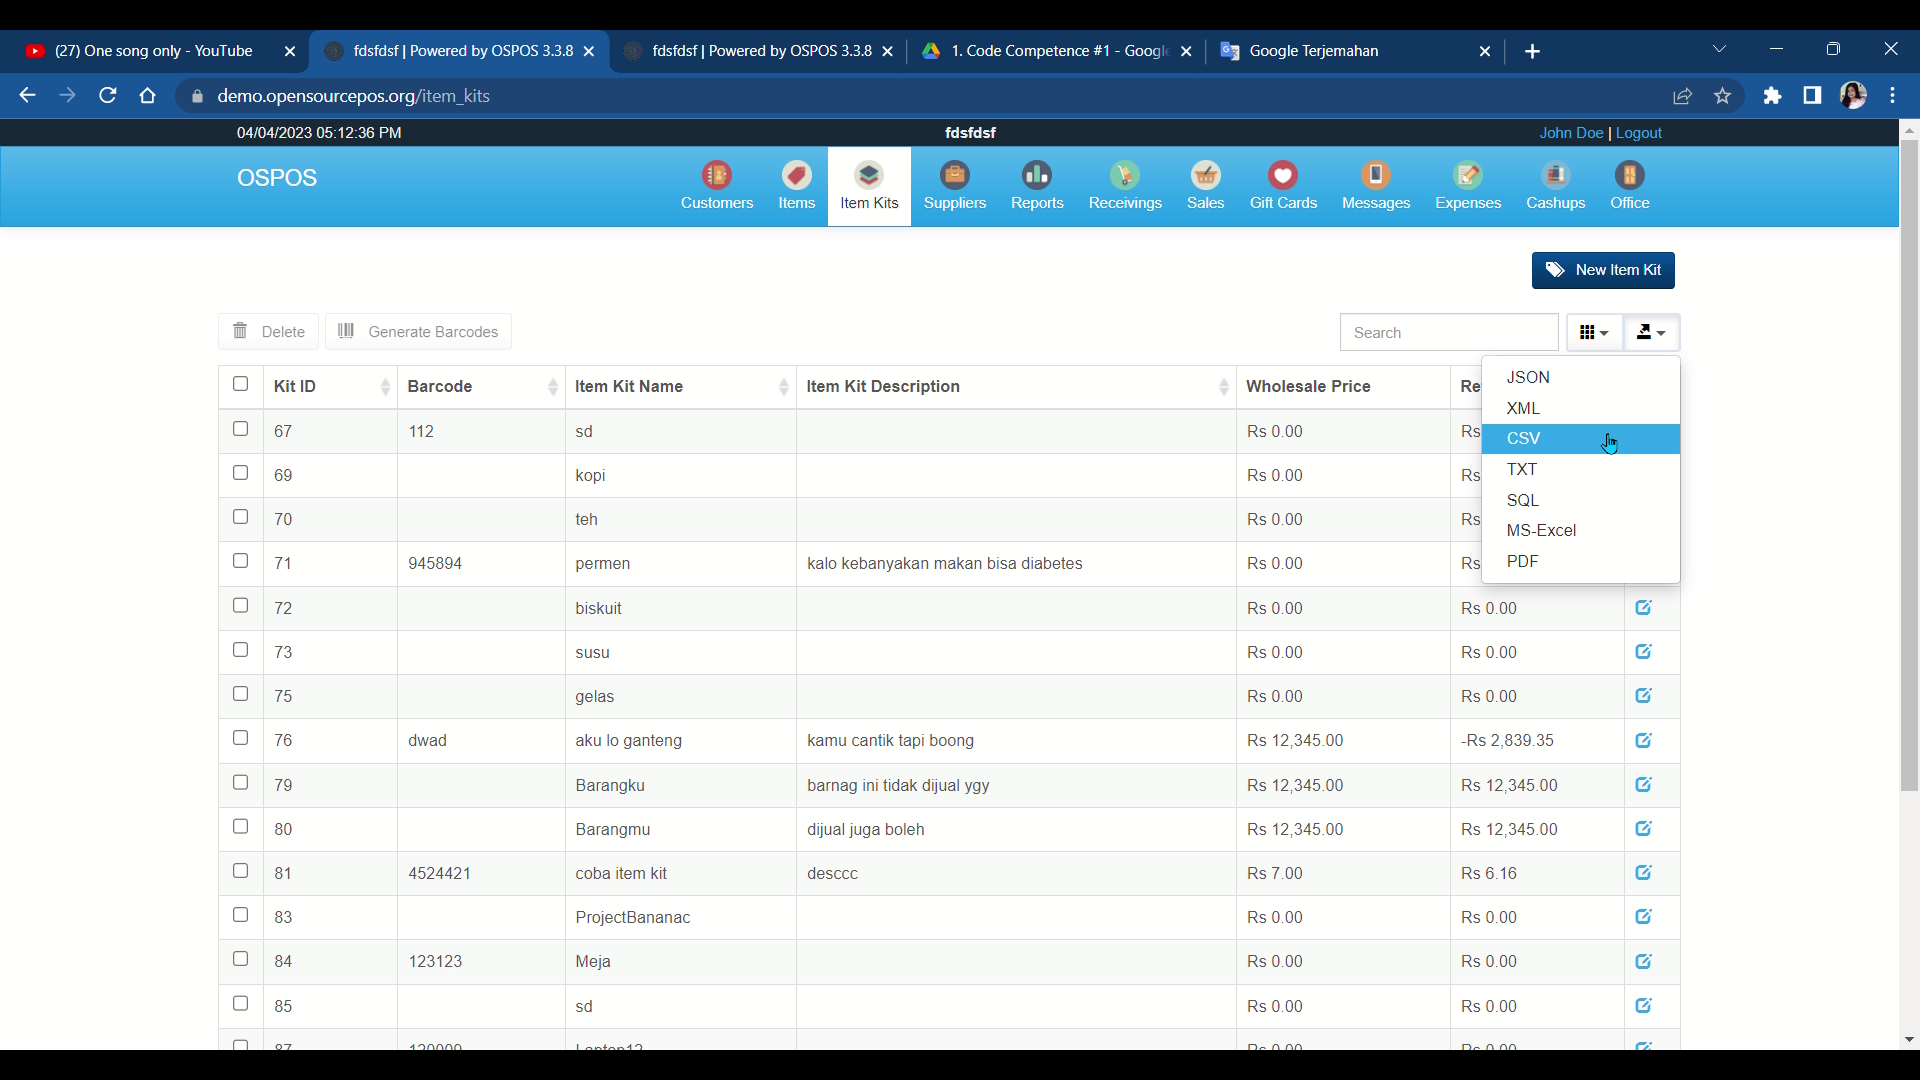 (27) One song only - YouTube
fdsfdsf | Powered by OSPOS 3.3.8
fdsfdsf | Powered by OSPOS 3.3.8
1. Code Competence #1 - Google
Google Terjemahan
demo.opensourcepos.org/item_kits
04/04/2023 05:12:36 PM
fdsfdsf
John Doe | Logout
OSPOS
Customers
Items
Item Kits
Suppliers
Reports
Receivings
Sales
Gift Cards
Messages
Expenses
Cashups
Office
New Item Kit
Delete
Generate Barcodes
Search
Kit ID Barcode Item Kit Name Item Kit Description Wholesale Price Re
JSON
XML
CSV
TXT
SQL
MS-Excel
PDF
67 112 sd Rs 0.00 Rs
69 kopi Rs 0.00 Rs
70 teh Rs 0.00 Rs
71 945894 permen kalo kebanyakan makan bisa diabetes Rs 0.00 Rs
72 biskuit Rs 0.00 Rs 0.00
73 susu Rs 0.00 Rs 0.00
75 gelas Rs 0.00 Rs 0.00
76 dwad aku lo ganteng kamu cantik tapi boong Rs 12,345.00 -Rs 2,839.35
79 Barangku barnag ini tidak dijual ygy Rs 12,345.00 Rs 12,345.00
80 Barangmu dijual juga boleh Rs 12,345.00 Rs 12,345.00
81 4524421 coba item kit desccc Rs 7.00 Rs 6.16
83 ProjectBananac Rs 0.00 Rs 0.00
84 123123 Meja Rs 0.00 Rs 0.00
85 sd Rs 0.00 Rs 0.00
87 Rs 0.00 Rs 0.00